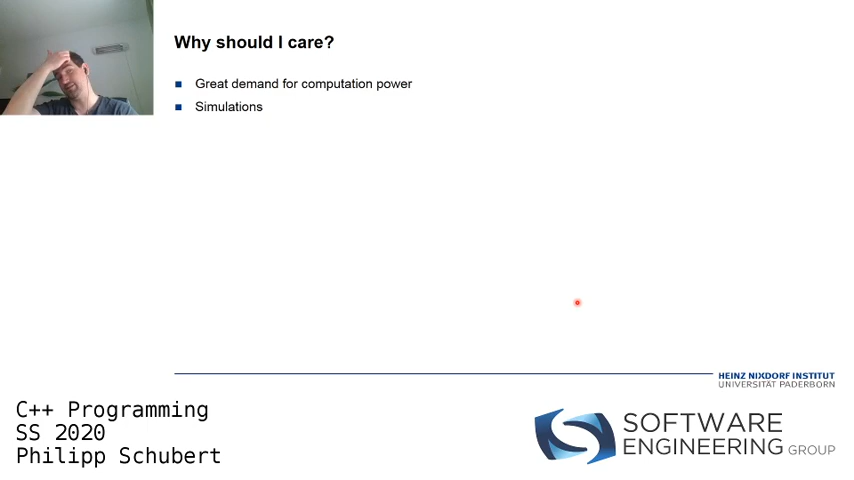 Why should I care?
Great demand for computation power
Simulations
HEINZ NIXDORF INSTITUT
UNIVERSITÄT PADERBORN
C++ Programming
SS 2020
Philipp Schubert
SOFTWARE
ENGINEERING GROUP